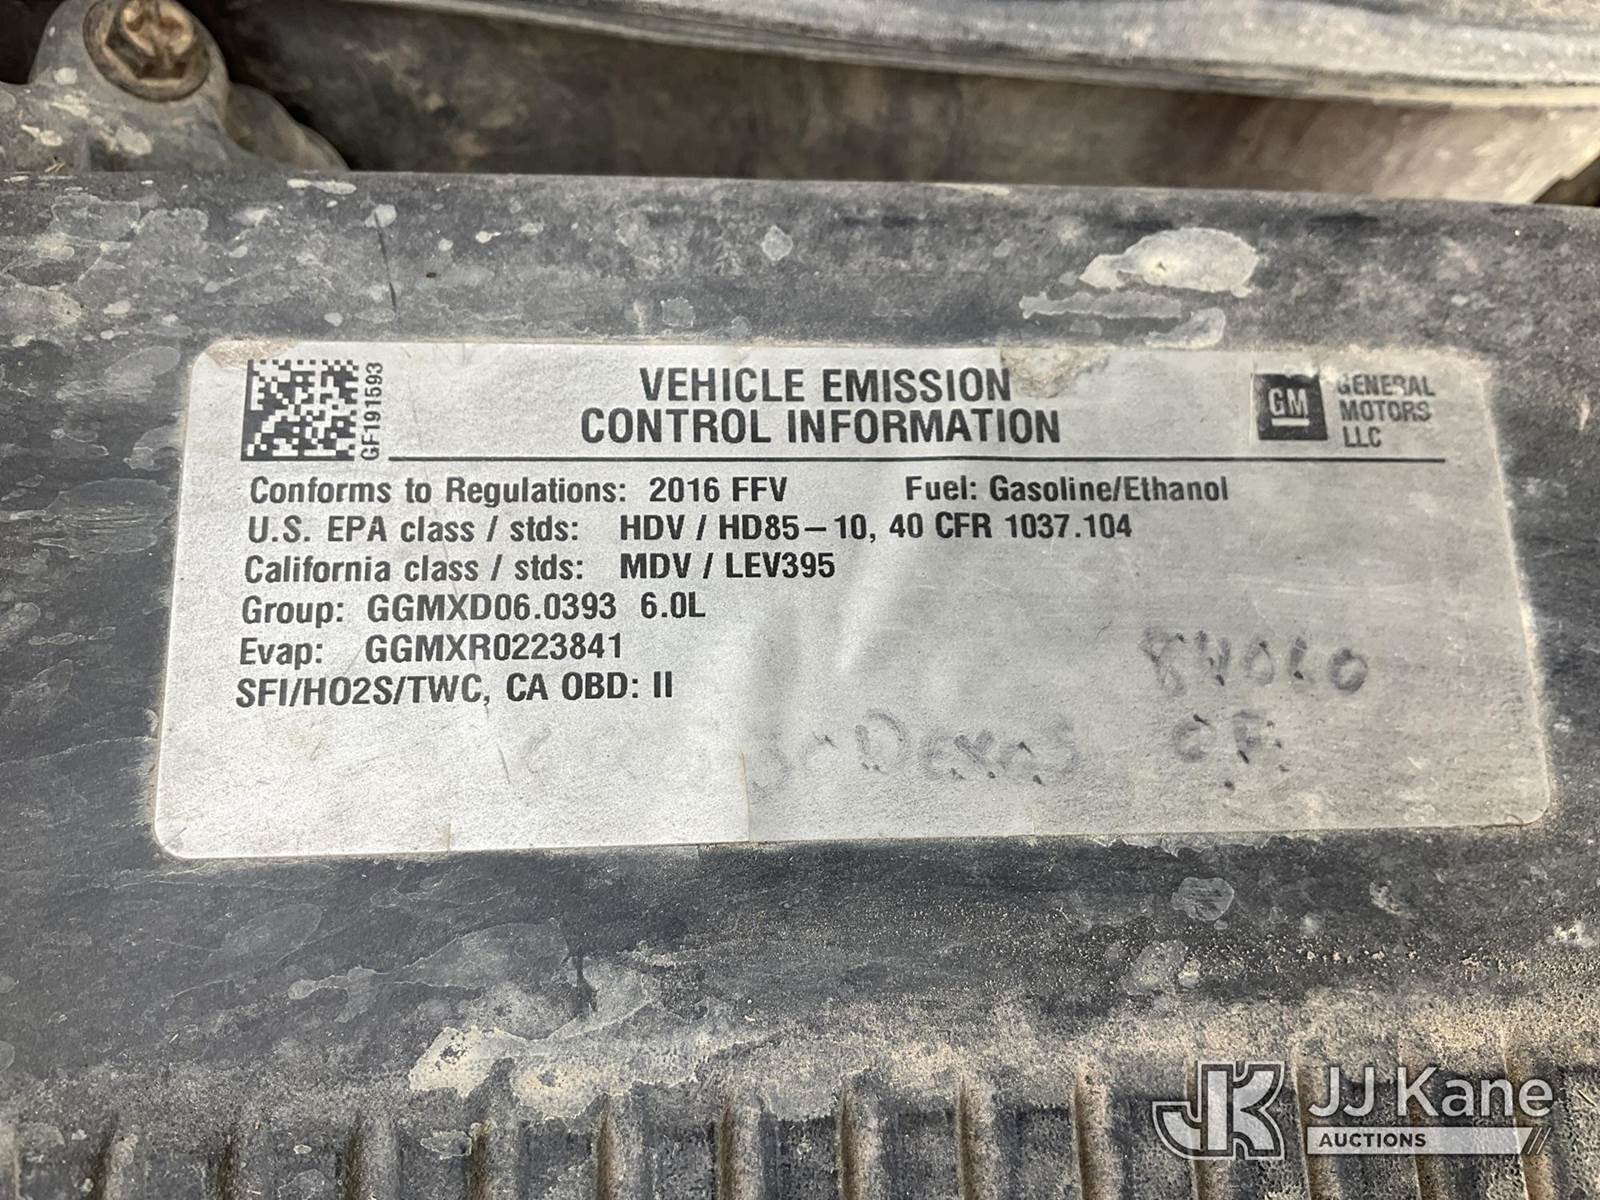 GF191593
VEHICLE EMISSION
CONTROL INFORMATION
GM
GENERAL
MOTORS
LLC
Conforms to Regulations: 2016 FFV Fuel: Gasoline/Ethanol
U.S. EPA class / stds: HDV / HD85-10, 40 CFR 1037.104
California class / stds: MDV / LEV395
Group: GGMXD06.0393 6.0L
Evap: GGMXR0223841
SFI/HO2S/TWC, CA OBD: II
JK JJ Kane
AUCTIONS